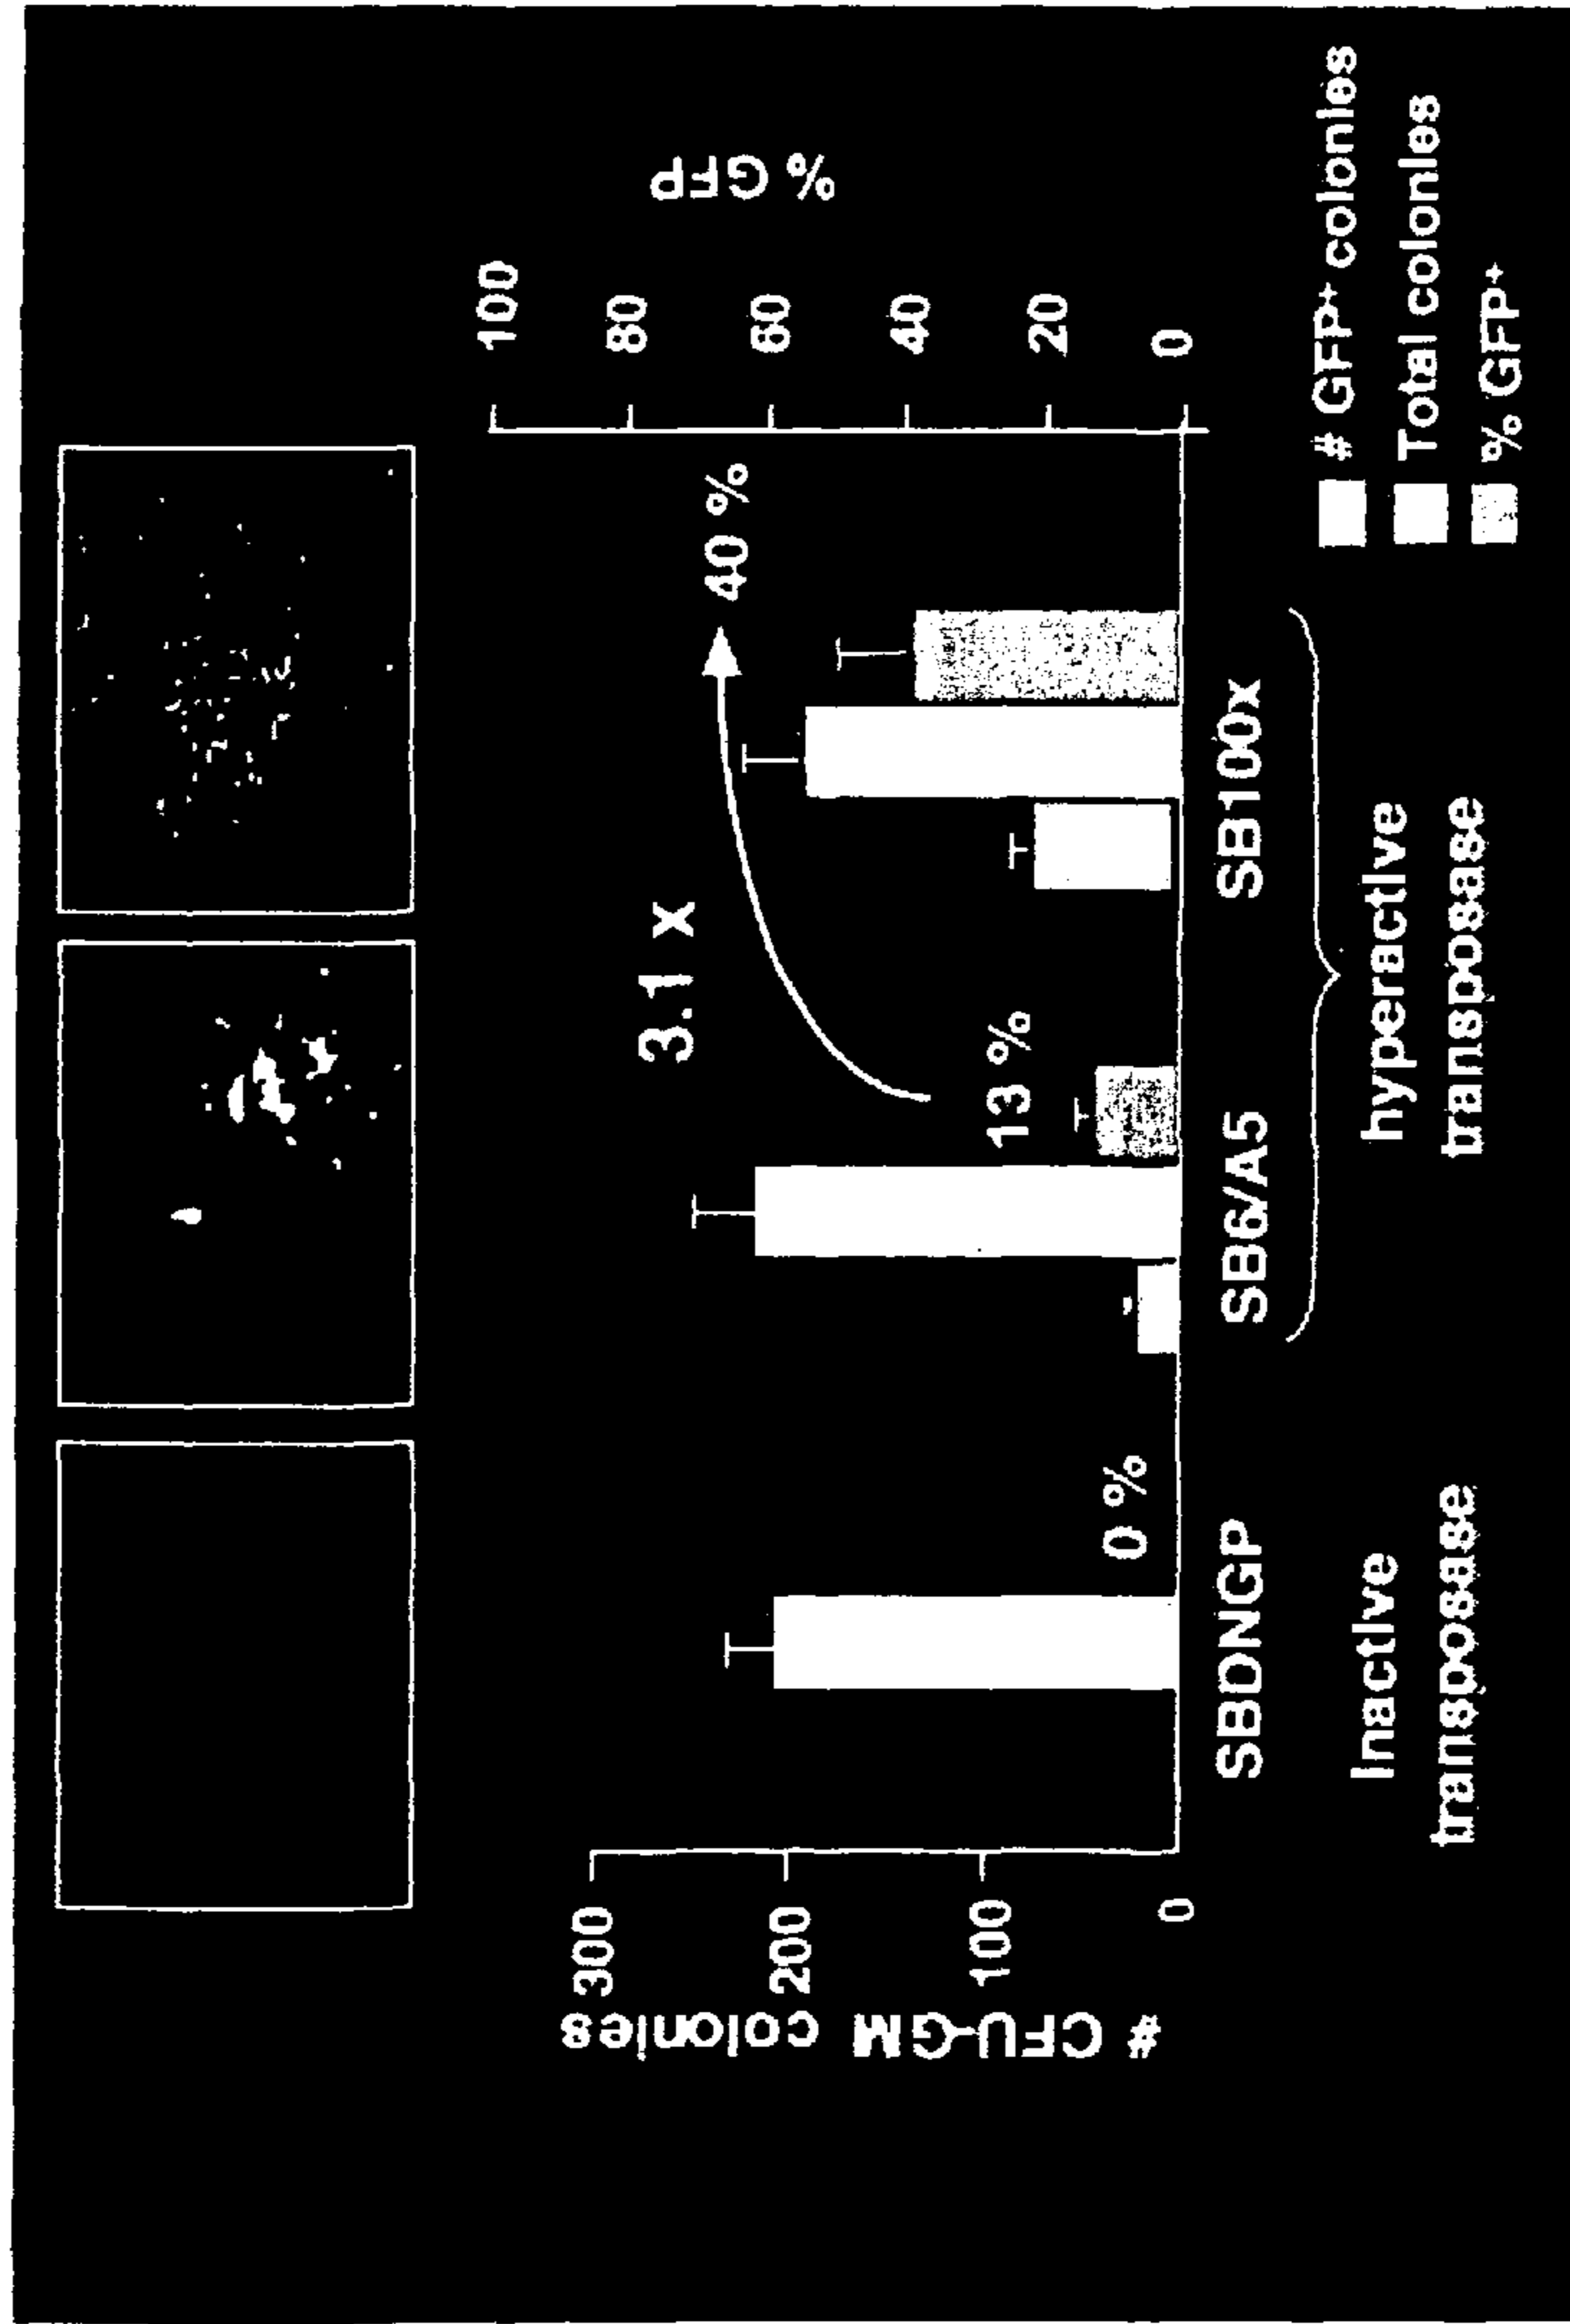 3.1 X
40 %
13 %
0 %
# CFU-GM colonies
300
200
100
0
% GFP
100
80
60
40
20
0
SBDNGP
SB6/A5
SB100x
Inactive
transposase
hyperactive
transposase
# GFP+ colonies
Total colonies
% GFP+